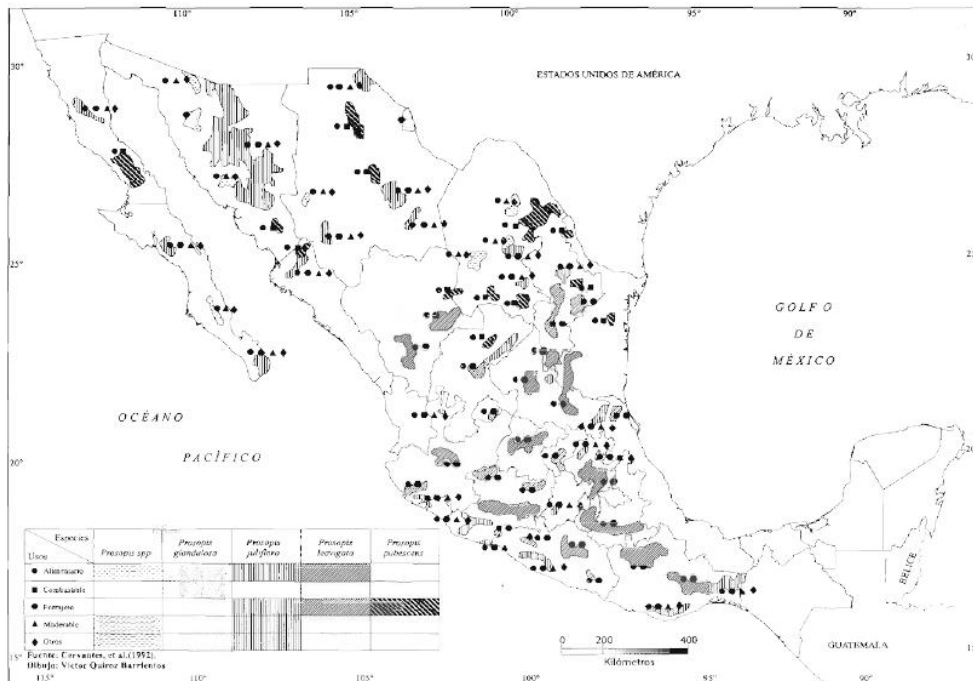 110° 105° 100° 95° 90°
30°
ESTADOS UNIDOS DE AMÉRICA
25°
GOLFO
DE
MÉXICO
OCÉANO
PACÍFICO
20°
Especies
Usos
Prosopis spp
Prosopis glandulosa
Prosopis juliflora
Prosopis leavigata
Prosopis pubescens
Alimentario
Combustible
Forrajero
Maderable
Otros
Fuente: Cervantes, et al.(1992).
Dibujo: Víctor Quiroz Barrientos
BELICE
GUATEMALA
0 200 400
Kilómetros
15°
115° 110° 105° 100° 95° 90°